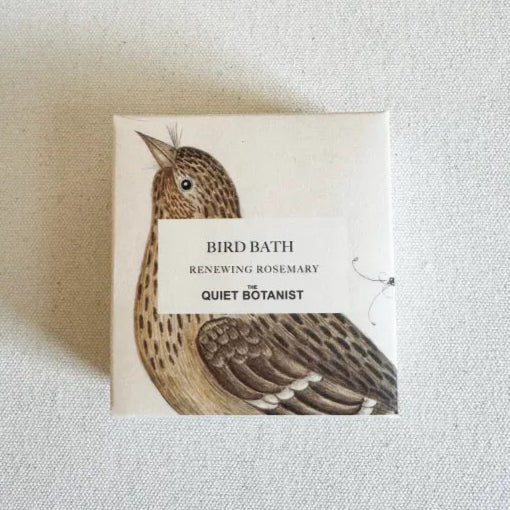 BIRD BATH
RENEWING ROSEMARY
THE
QUIET BOTANIST